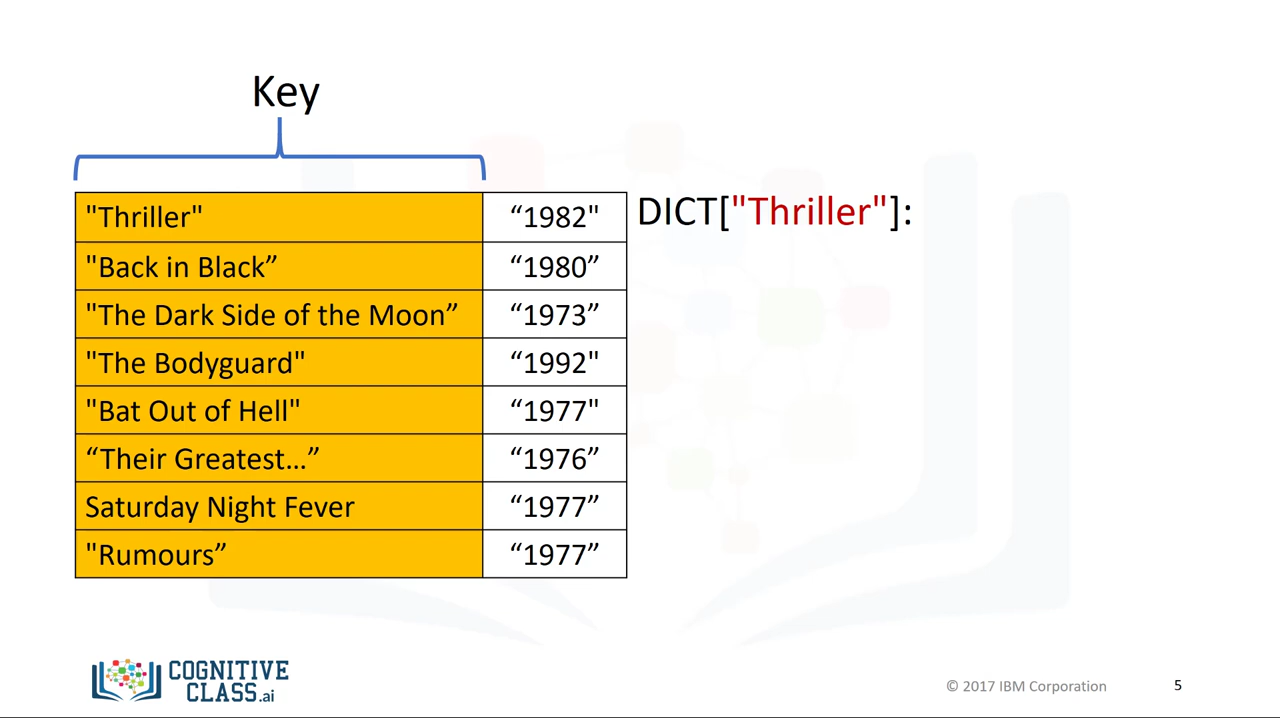 Key
"Thriller" “1982" DICT["Thriller"]:
"Back in Black” “1980”
"The Dark Side of the Moon” “1973”
"The Bodyguard" “1992"
"Bat Out of Hell" “1977"
“Their Greatest…” “1976”
Saturday Night Fever “1977”
"Rumours” “1977”
COGNITIVE
CLASS.ai
© 2017 IBM Corporation 5